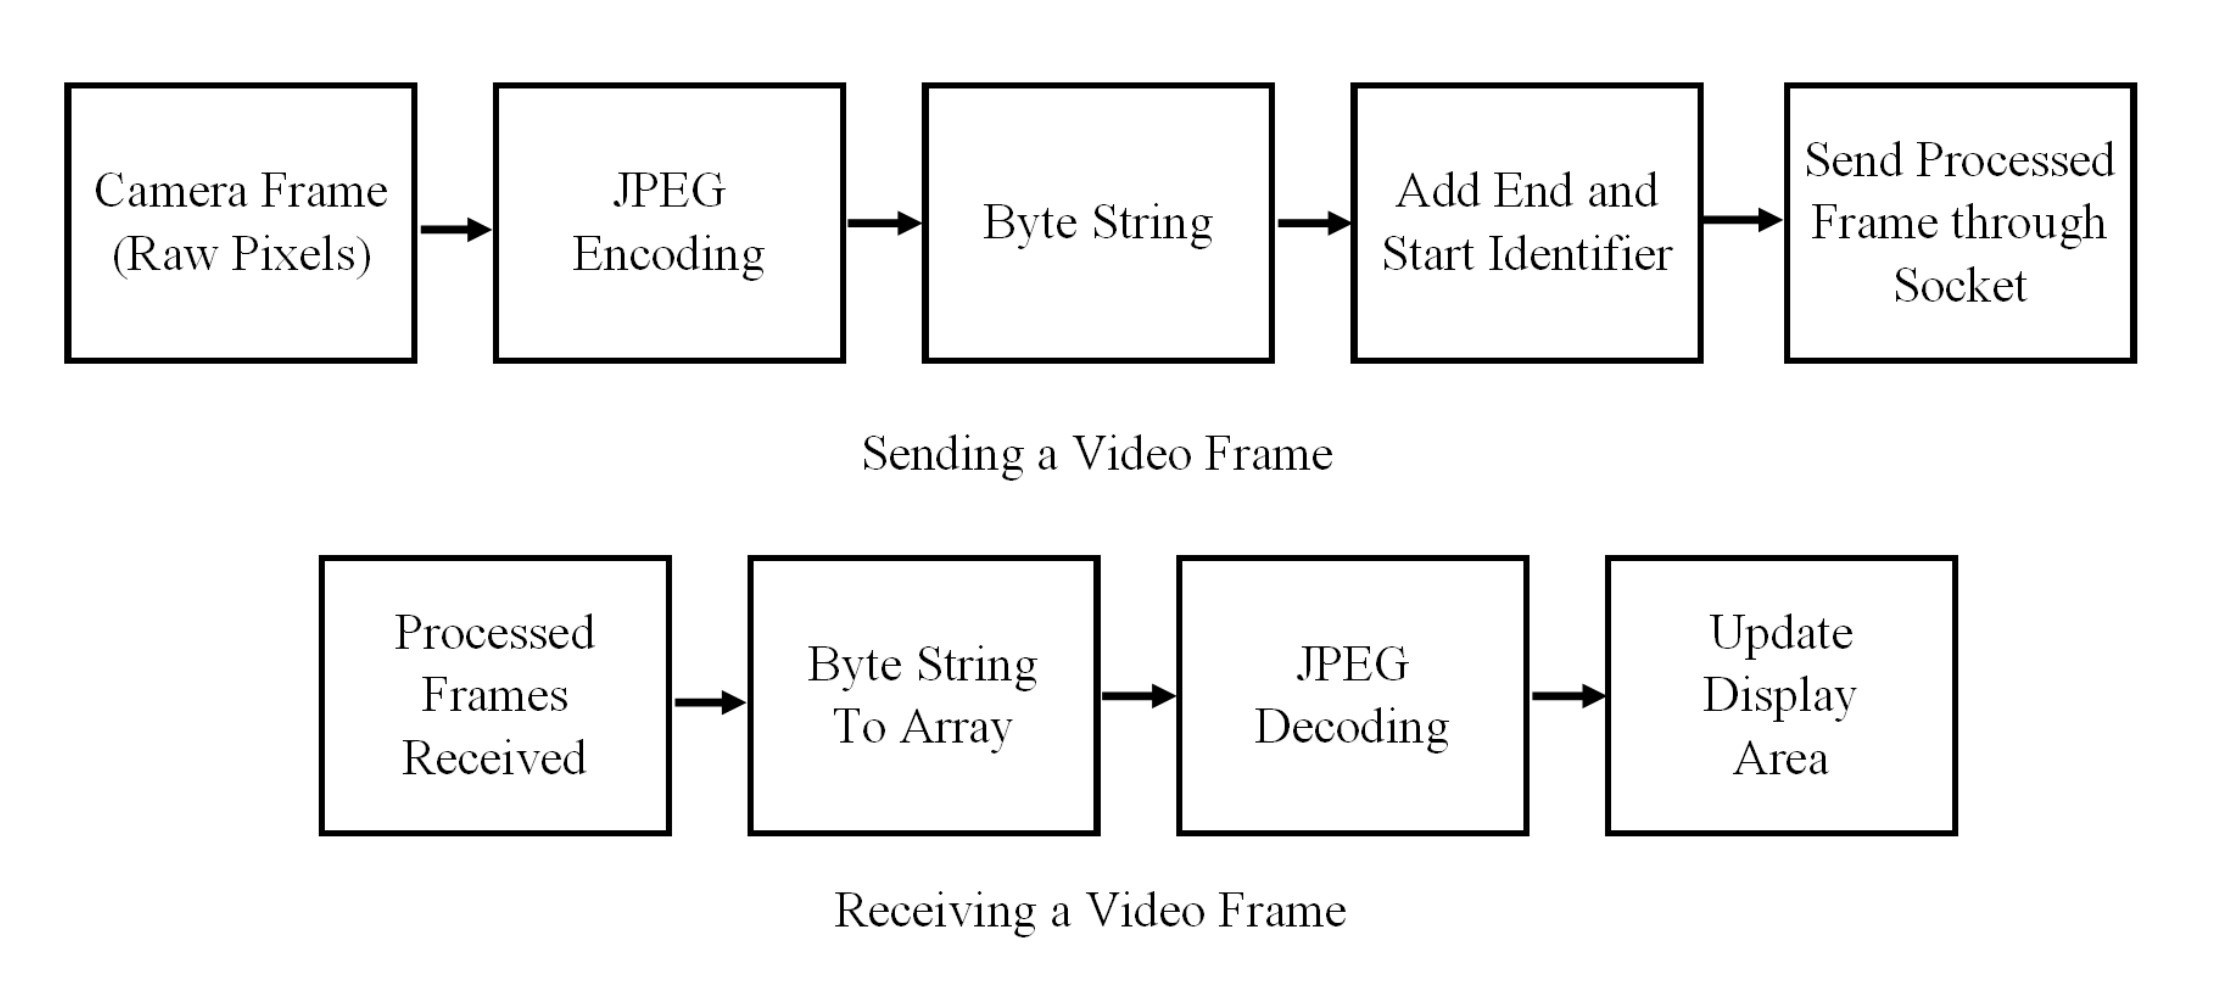 Camera Frame
(Raw Pixels)
JPEG
Encoding
Byte String
Add End and
Start Identifier
Send Processed
Frame through
Socket
Sending a Video Frame
Processed
Frames
Received
Byte String
To Array
JPEG
Decoding
Update
Display
Area
Receiving a Video Frame